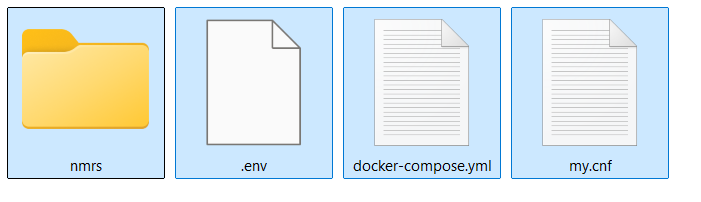 nmrs
.env
docker-compose.yml
my.cnf